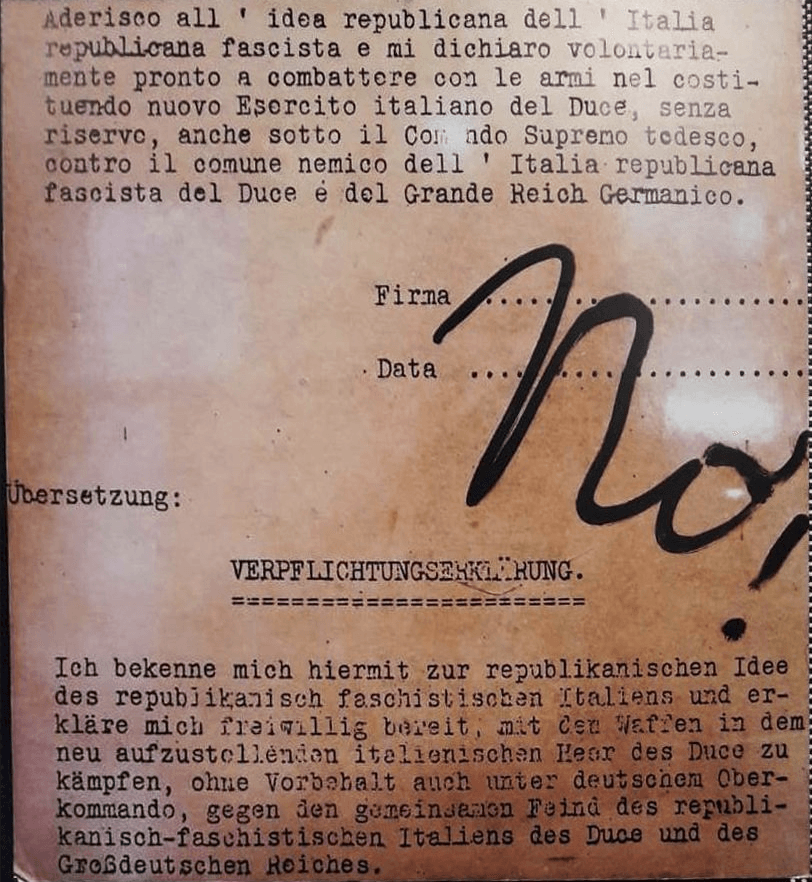 Aderisco all ' idea republicana dell ' Italia
republicana fascista e mi dichiaro volontaria-
mente pronto a combattere con le armi nel costi-
tuendo nuovo Esercito italiano del Duce, senza
riserve, anche sotto il Comando Supremo tedesco,
contro il comune nemico dell ' Italia republicana
fascista del Duce e del Grande Reich Germanico.
Firma ..............................
Data ..............................
No!
Übersetzung:
VERPFLICHTUNGSERKLÄRUNG.
=========================
Ich bekenne mich hiermit zur republikanischen Idee
des republikanisch faschistischen Italiens und er-
kläre mich freiwillig bereit, mit den Waffen in dem
neu aufzustellenden italienischen Heer des Duce zu
kämpfen, ohne Vorbehalt auch unter deutschem Ober-
kommando, gegen den gemeinsamen Feind des republi-
kanisch-faschistischen Italiens des Duce und des
Großdeutschen Reiches.